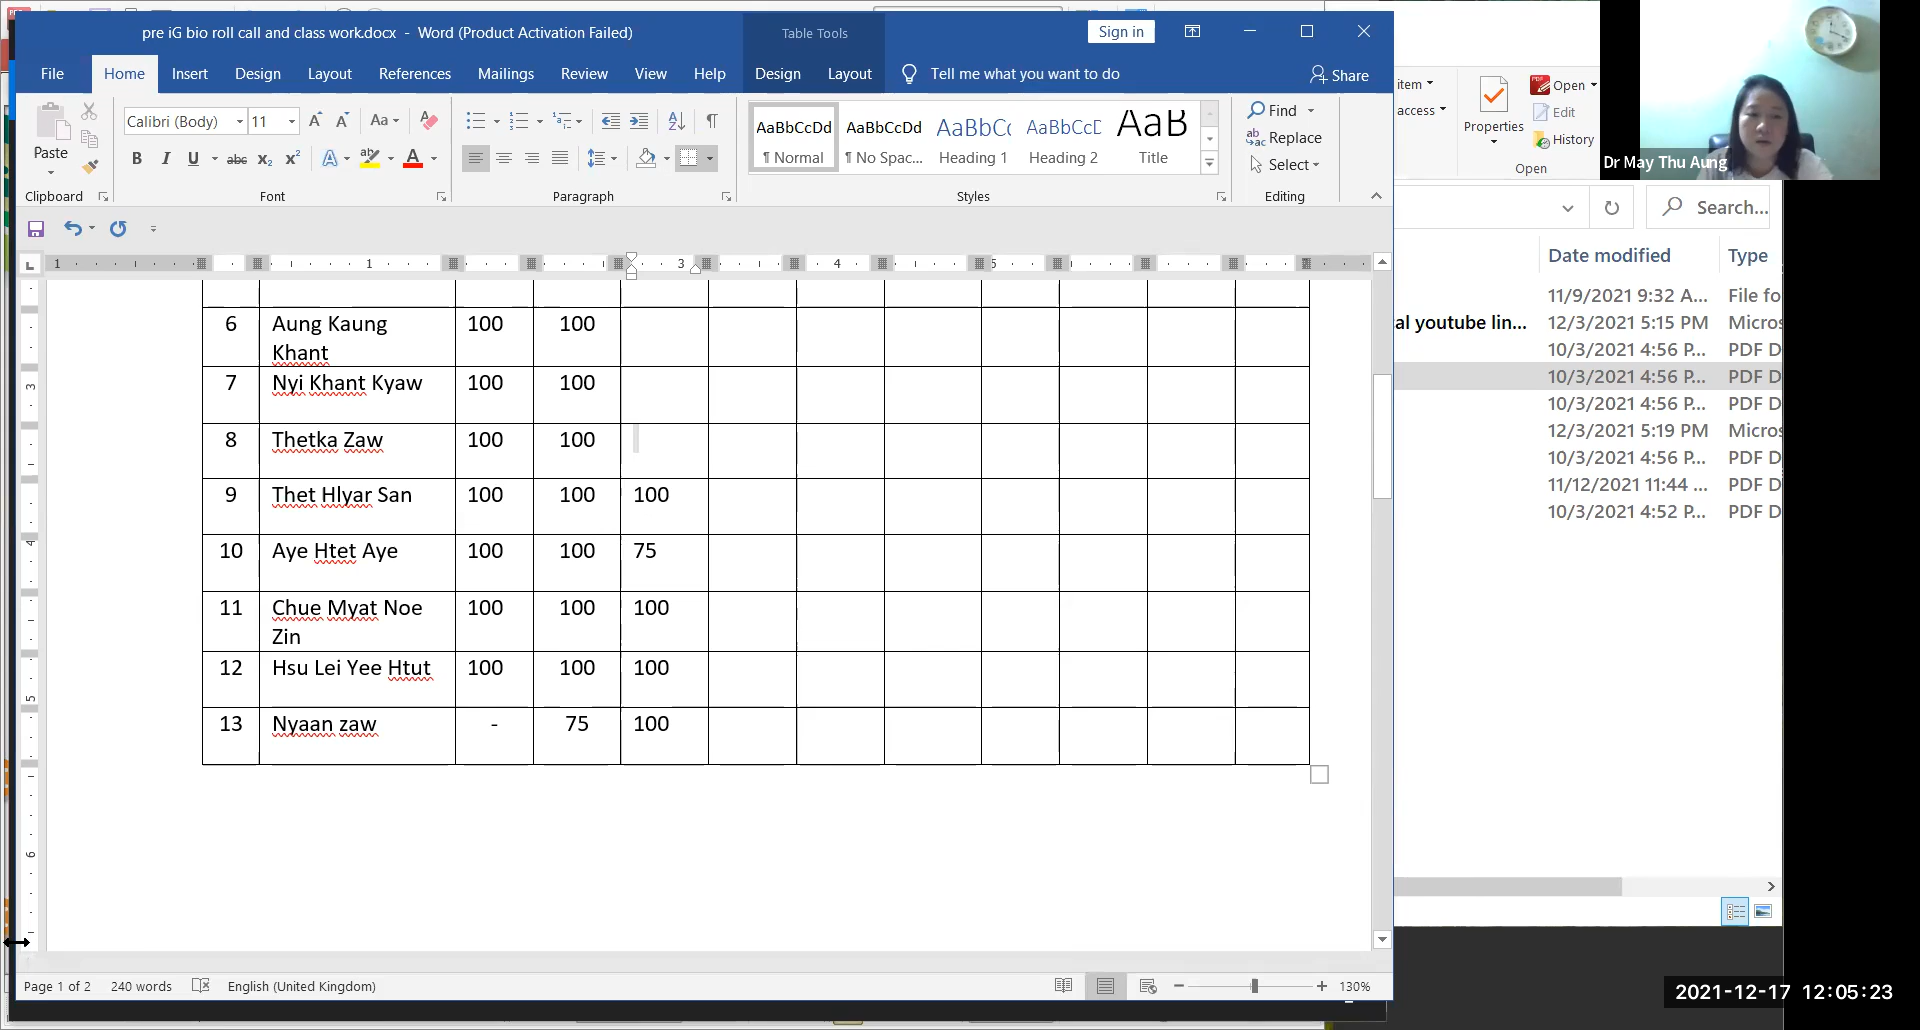 pre iG bio roll call and class work.docx - Word (Product Activation Failed)
Table Tools
Sign in
File
Home
Insert
Design
Layout
References
Mailings
Review
View
Help
Design
Layout
Tell me what you want to do
Share
Paste
Clipboard
Calibri (Body)
11
Font
Paragraph
AaBbCcDd
¶ Normal
AaBbCcDd
¶ No Spac...
AaBbCc
Heading 1
AaBbCcD
Heading 2
AaB
Title
Styles
Find
Replace
Select
Editing
item
access
Properties
Open
Edit
History
Open
Dr May Thu Aung
Search...
Date modified
Type
11/9/2021 9:32 A... File fo
al youtube lin... 12/3/2021 5:15 PM Micros
10/3/2021 4:56 P... PDF D
10/3/2021 4:56 P... PDF D
10/3/2021 4:56 P... PDF D
12/3/2021 5:19 PM Micros
10/3/2021 4:56 P... PDF D
11/12/2021 11:44 ... PDF D
10/3/2021 4:52 P... PDF D
1 1 3 4 5
6 Aung Kaung 100 100
Khant
7 Nyi Khant Kyaw 100 100
8 Thetka Zaw 100 100
9 Thet Hlyar San 100 100 100
10 Aye Htet Aye 100 100 75
11 Chue Myat Noe 100 100 100
Zin
12 Hsu Lei Yee Htut 100 100 100
13 Nyaan zaw - 75 100
3
4
5
6
Page 1 of 2
240 words
English (United Kingdom)
130%
2021-12-17 12:05:23